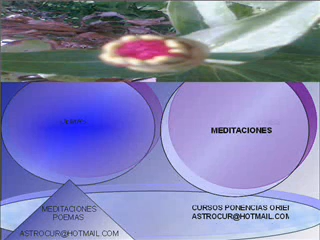 MEDITACIONES
MEDITACIONES
POEMAS
ASTROCUR@HOTMAIL.COM
CURSOS PONENCIAS ORIEI
ASTROCUR@HOTMAIL.COM